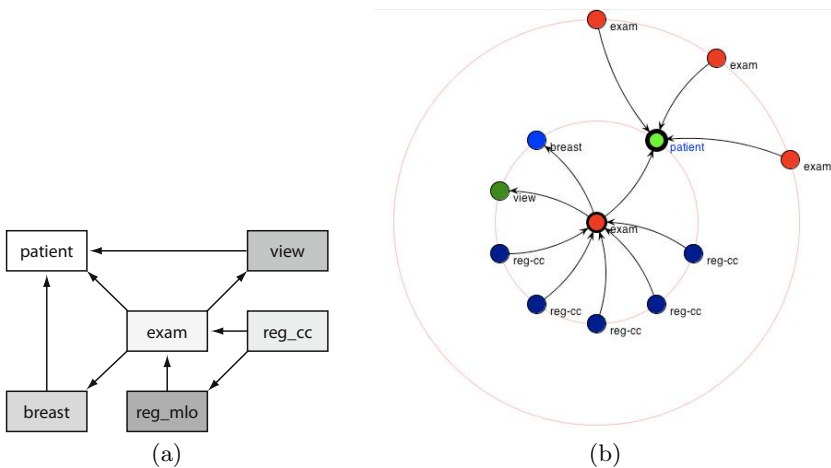 patient
view
exam
reg_cc
breast
reg_mlo
(a)
exam
exam
breast
patient
exam
view
exam
reg-cc
reg-cc
reg-cc
reg-cc
reg-cc
(b)